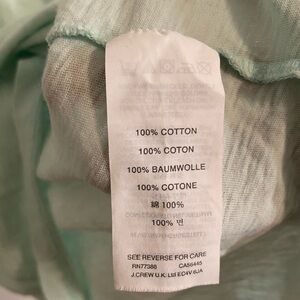 100% COTTON
100% COTON
100% BAUMWOLLE
100% COTONE
綿 100%
100% 면
SEE REVERSE FOR CARE
RN77388 CA56445
J.CREW U.K. Ltd EC4V 6JA